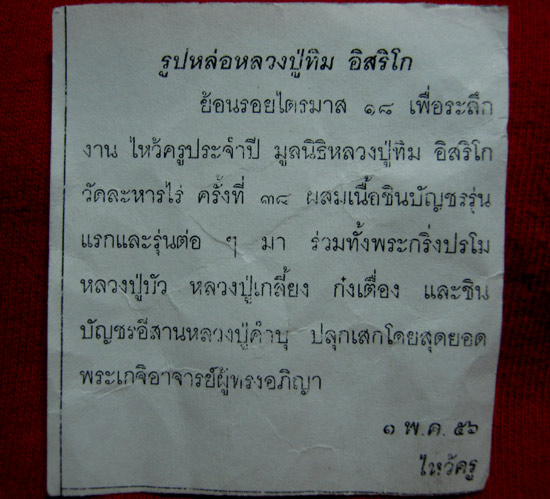 รูปหล่อหลวงปู่ทิม อิสริโก
ย้อนรอยไตรมาส ๑๘ เพื่อระลึก
งาน ไหว้ครูประจำปี มูลนิธิหลวงปู่ทิม อิสริโก
วัดละหารไร่ ครั้งที่ ๓๘ ผสมเนื้อชินบัญชรรุ่น
แรกและรุ่นต่อ ๆ มา ร่วมทั้งพระกริ่งปรโม
หลวงปู่บัว หลวงปู่เกลี้ยง ก๋งเตื่อง และชิน
บัญชรอีสานหลวงปู่คำบุ ปลุกเสกโดยสุดยอด
พระเกจิอาจารย์ผู้ทรงอภิญา
๑ พ.ค. ๕๖
ไหว้ครู